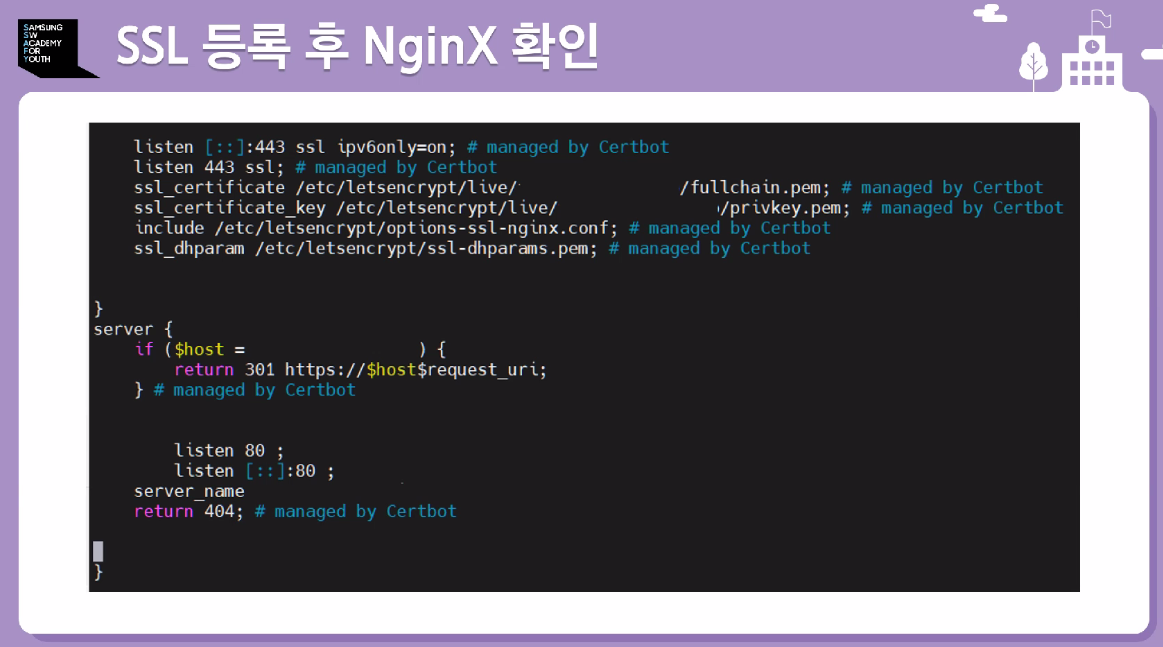 SAMSUNG
SW
ACADEMY
FOR
YOUTH
SSL 등록 후 NginX 확인
listen [::]:443 ssl ipv6only=on; # managed by Certbot
listen 443 ssl; # managed by Certbot
ssl_certificate /etc/letsencrypt/live/ /fullchain.pem; # managed by Certbot
ssl_certificate_key /etc/letsencrypt/live/ /privkey.pem; # managed by Certbot
include /etc/letsencrypt/options-ssl-nginx.conf; # managed by Certbot
ssl_dhparam /etc/letsencrypt/ssl-dhparams.pem; # managed by Certbot
}
server {
if ($host = ) {
return 301 https://$host$request_uri;
} # managed by Certbot
listen 80 ;
listen [::]:80 ;
server_name
return 404; # managed by Certbot
}